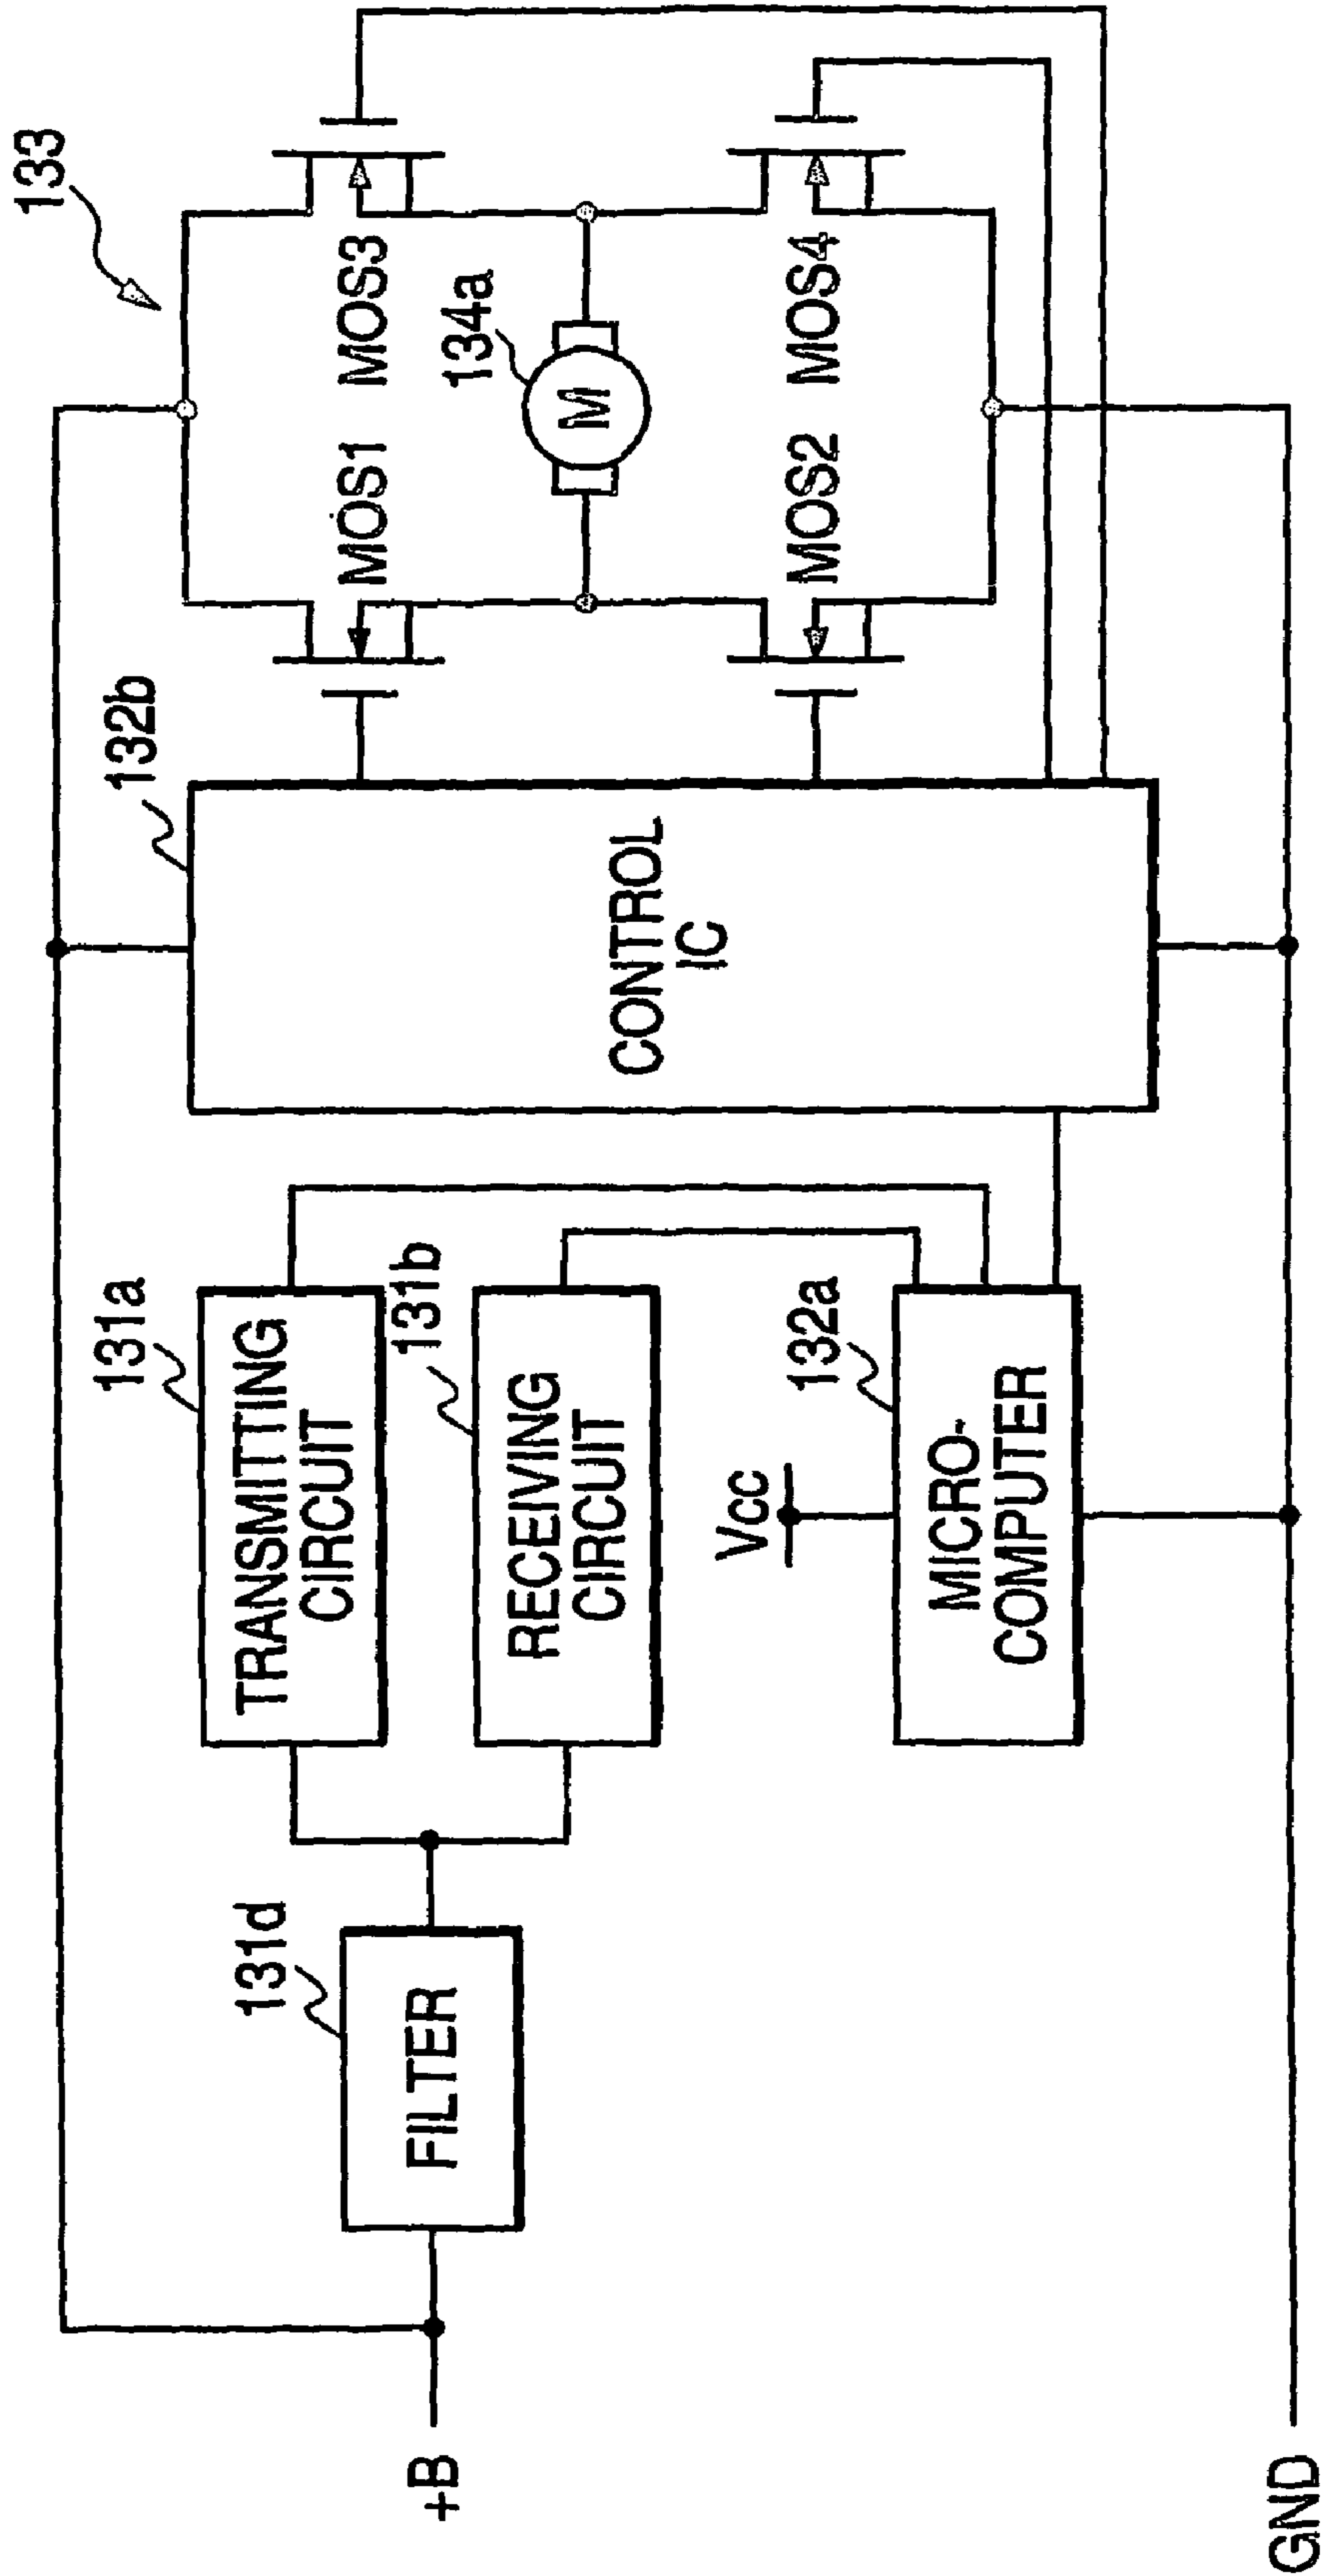 133
132b
131a
131b
131d
132a
134a
MOS1
MOS3
MOS2
MOS4
M
CONTROL
IC
TRANSMITTING
CIRCUIT
RECEIVING
CIRCUIT
Vcc
MICRO-
COMPUTER
FILTER
+B
GND